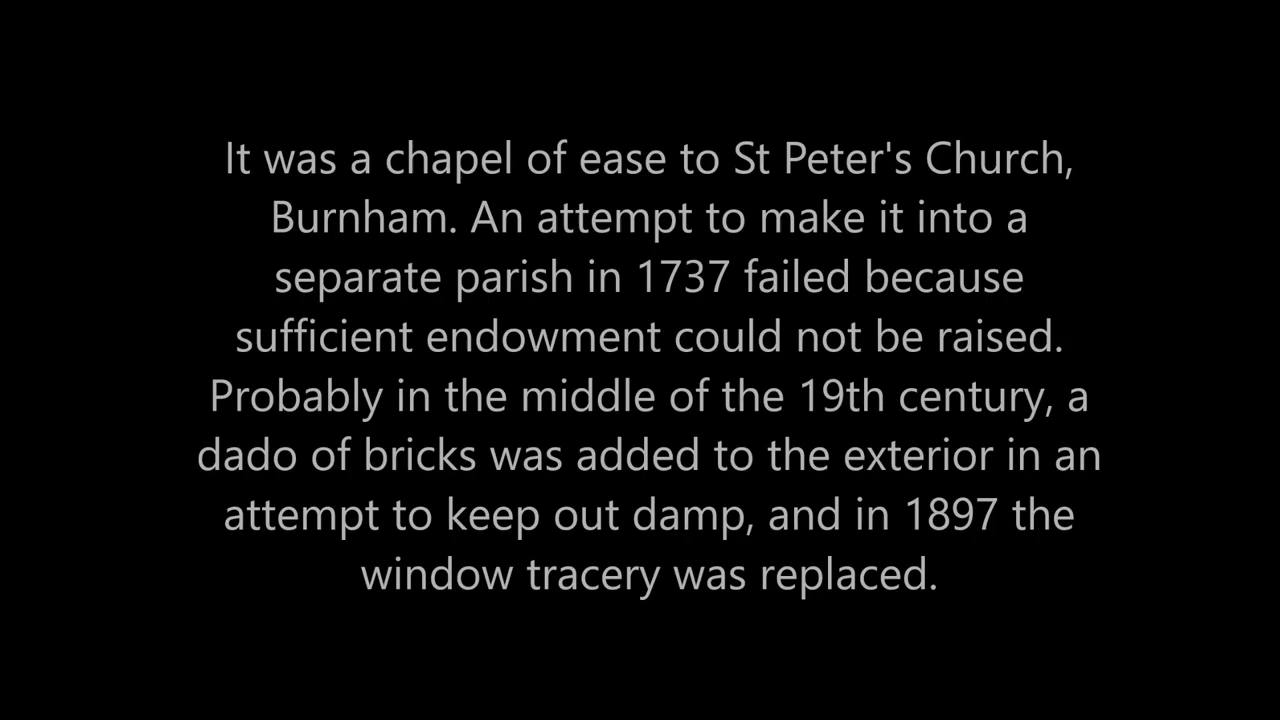 It was a chapel of ease to St Peter's Church,
Burnham. An attempt to make it into a
separate parish in 1737 failed because
sufficient endowment could not be raised.
Probably in the middle of the 19th century, a
dado of bricks was added to the exterior in an
attempt to keep out damp, and in 1897 the
window tracery was replaced.